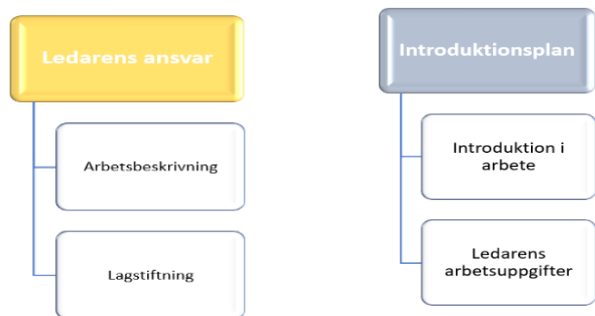 Ledarens ansvar
Arbetsbeskrivning
Lagstiftning
Introduktionsplan
Introduktion i
arbete
Ledarens
arbetsuppgifter